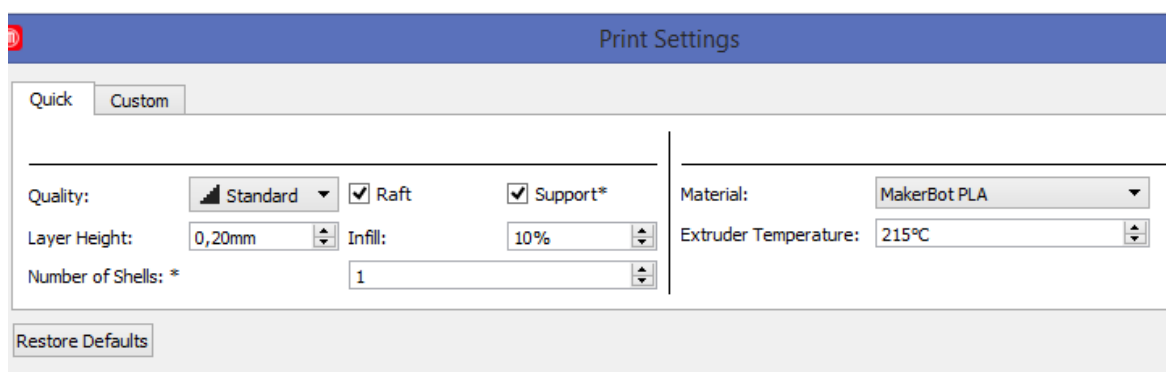 Print Settings
Quick Custom
Quality: Standard Raft Support* Material: MakerBot PLA
Layer Height: 0,20mm Infill: 10% Extruder Temperature: 215°C
Number of Shells: * 1
Restore Defaults